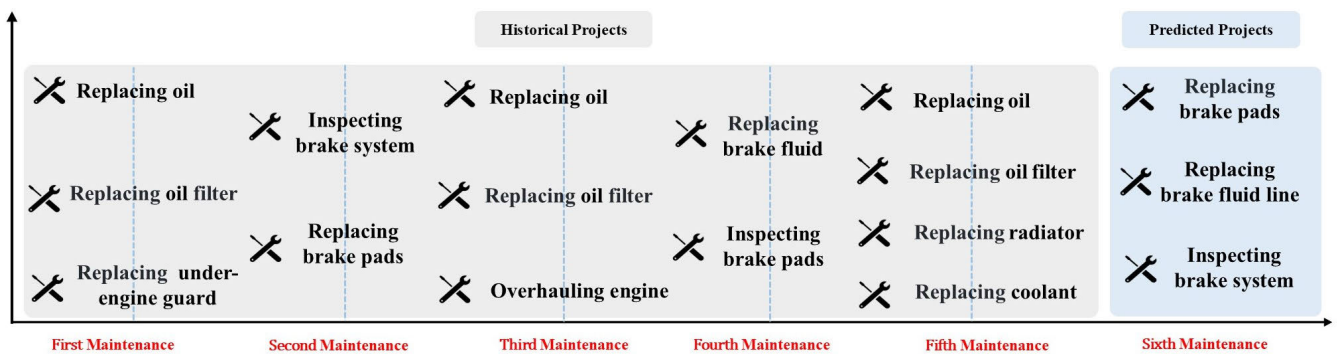 Historical Projects
Predicted Projects
Replacing oil
Replacing oil filter
Replacing under-
engine guard
Inspecting
brake system
Replacing
brake pads
Replacing oil
Replacing oil filter
Overhauling engine
Replacing
brake fluid
Inspecting
brake pads
Replacing oil
Replacing oil filter
Replacing radiator
Replacing coolant
Replacing
brake pads
Replacing
brake fluid line
Inspecting
brake system
First Maintenance
Second Maintenance
Third Maintenance
Fourth Maintenance
Fifth Maintenance
Sixth Maintenance